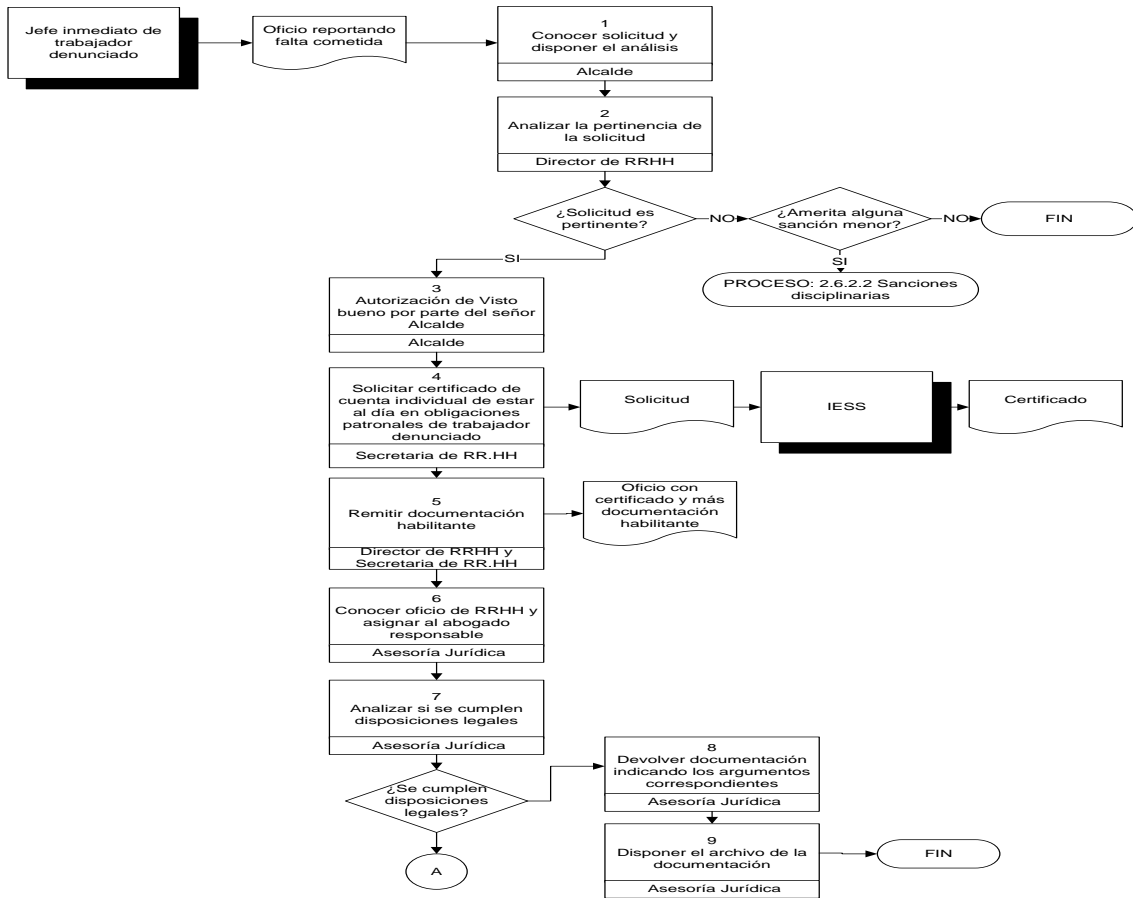 Jefe inmediato de
trabajador
denunciado
Oficio reportando
falta cometida
1
Conocer solicitud y
disponer el análisis
Alcalde
2
Analizar la pertinencia de
la solicitud
Director de RRHH
¿Solicitud es
pertinente?
NO
¿Amerita alguna
sanción menor?
NO
FIN
SI
SI
PROCESO: 2.6.2.2 Sanciones
disciplinarias
3
Autorización de Visto
bueno por parte del señor
Alcalde
Alcalde
4
Solicitar certificado de
cuenta individual de estar
al día en obligaciones
patronales de trabajador
denunciado
Secretaria de RR.HH
Solicitud
IESS
Certificado
5
Remitir documentación
habilitante
Director de RRHH y
Secretaria de RR.HH
Oficio con
certificado y más
documentación
habilitante
6
Conocer oficio de RRHH y
asignar al abogado
responsable
Asesoría Jurídica
7
Analizar si se cumplen
disposiciones legales
Asesoría Jurídica
¿Se cumplen
disposiciones
legales?
8
Devolver documentación
indicando los argumentos
correspondientes
Asesoría Jurídica
9
Disponer el archivo de la
documentación
Asesoría Jurídica
FIN
A